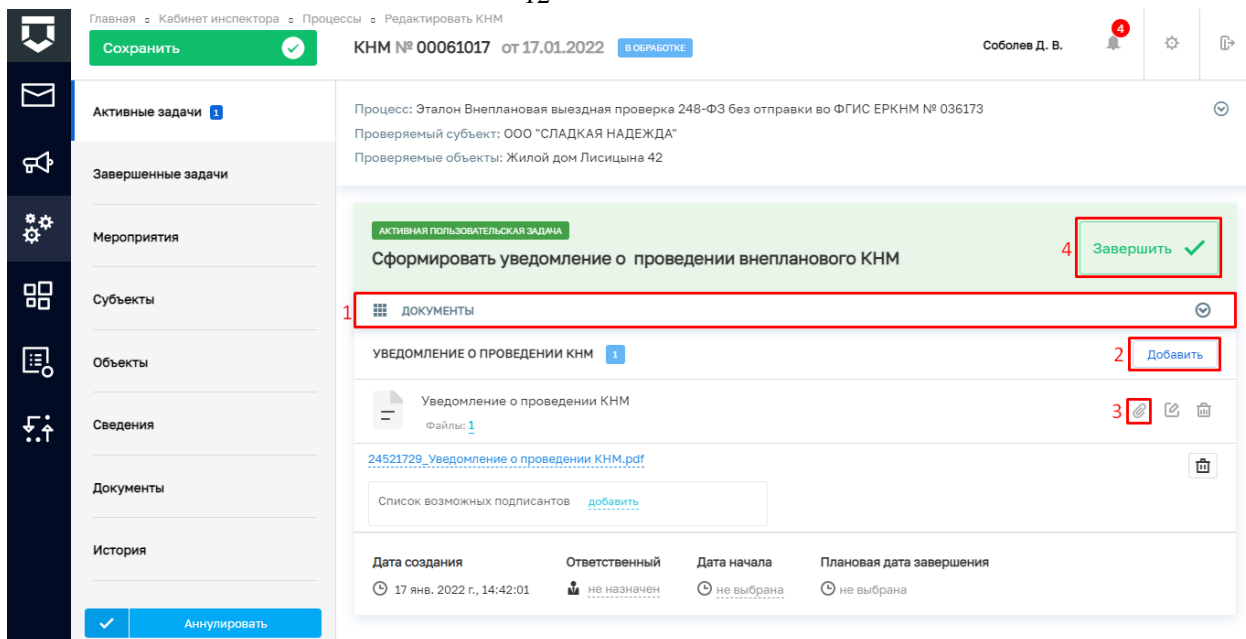 12
Главная Кабинет инспектора Процессы Редактировать КНМ
Сохранить
КНМ № 00061017 от 17.01.2022 В ОБРАБОТКЕ
Соболев Д. В.
4
Активные задачи 1
Завершенные задачи
Мероприятия
Субъекты
Объекты
Сведения
Документы
История
Аннулировать
Процесс: Эталон Внеплановая выездная проверка 248-ФЗ без отправки во ФГИС ЕРКНМ № 036173
Проверяемый субъект: ООО "СЛАДКАЯ НАДЕЖДА"
Проверяемые объекты: Жилой дом Лисицына 42
АКТИВНАЯ ПОЛЬЗОВАТЕЛЬСКАЯ ЗАДАЧА
Сформировать уведомление о проведении внепланового КНМ
4 Завершить
1 ДОКУМЕНТЫ
УВЕДОМЛЕНИЕ О ПРОВЕДЕНИИ КНМ 1
2 Добавить
Уведомление о проведении КНМ
Файлы: 1
3
24521729_Уведомление о проведении КНМ.pdf
Список возможных подписантов добавить
Дата создания Ответственный Дата начала Плановая дата завершения
17 янв. 2022 г., 14:42:01 не назначен не выбрана не выбрана